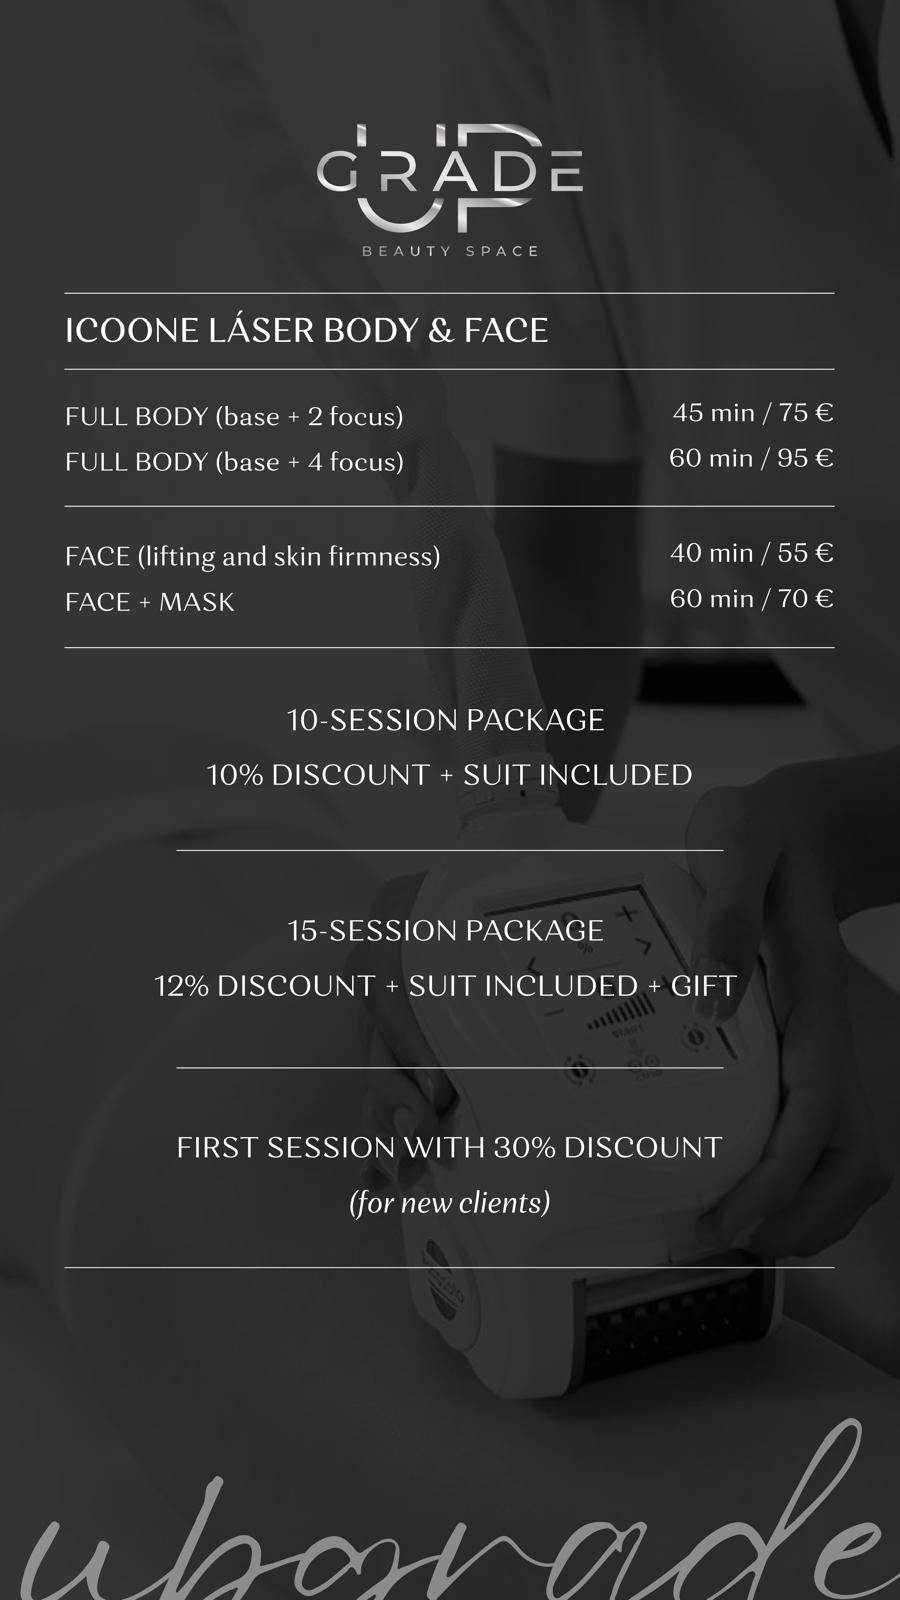 UP
GRADE
BEAUTY SPACE
ICOONE LÁSER BODY & FACE
FULL BODY (base + 2 focus) 45 min / 75 €
FULL BODY (base + 4 focus) 60 min / 95 €
FACE (lifting and skin firmness) 40 min / 55 €
FACE + MASK 60 min / 70 €
10-SESSION PACKAGE
10% DISCOUNT + SUIT INCLUDED
15-SESSION PACKAGE
12% DISCOUNT + SUIT INCLUDED + GIFT
START
FIRST SESSION WITH 30% DISCOUNT
(for new clients)
upgrade